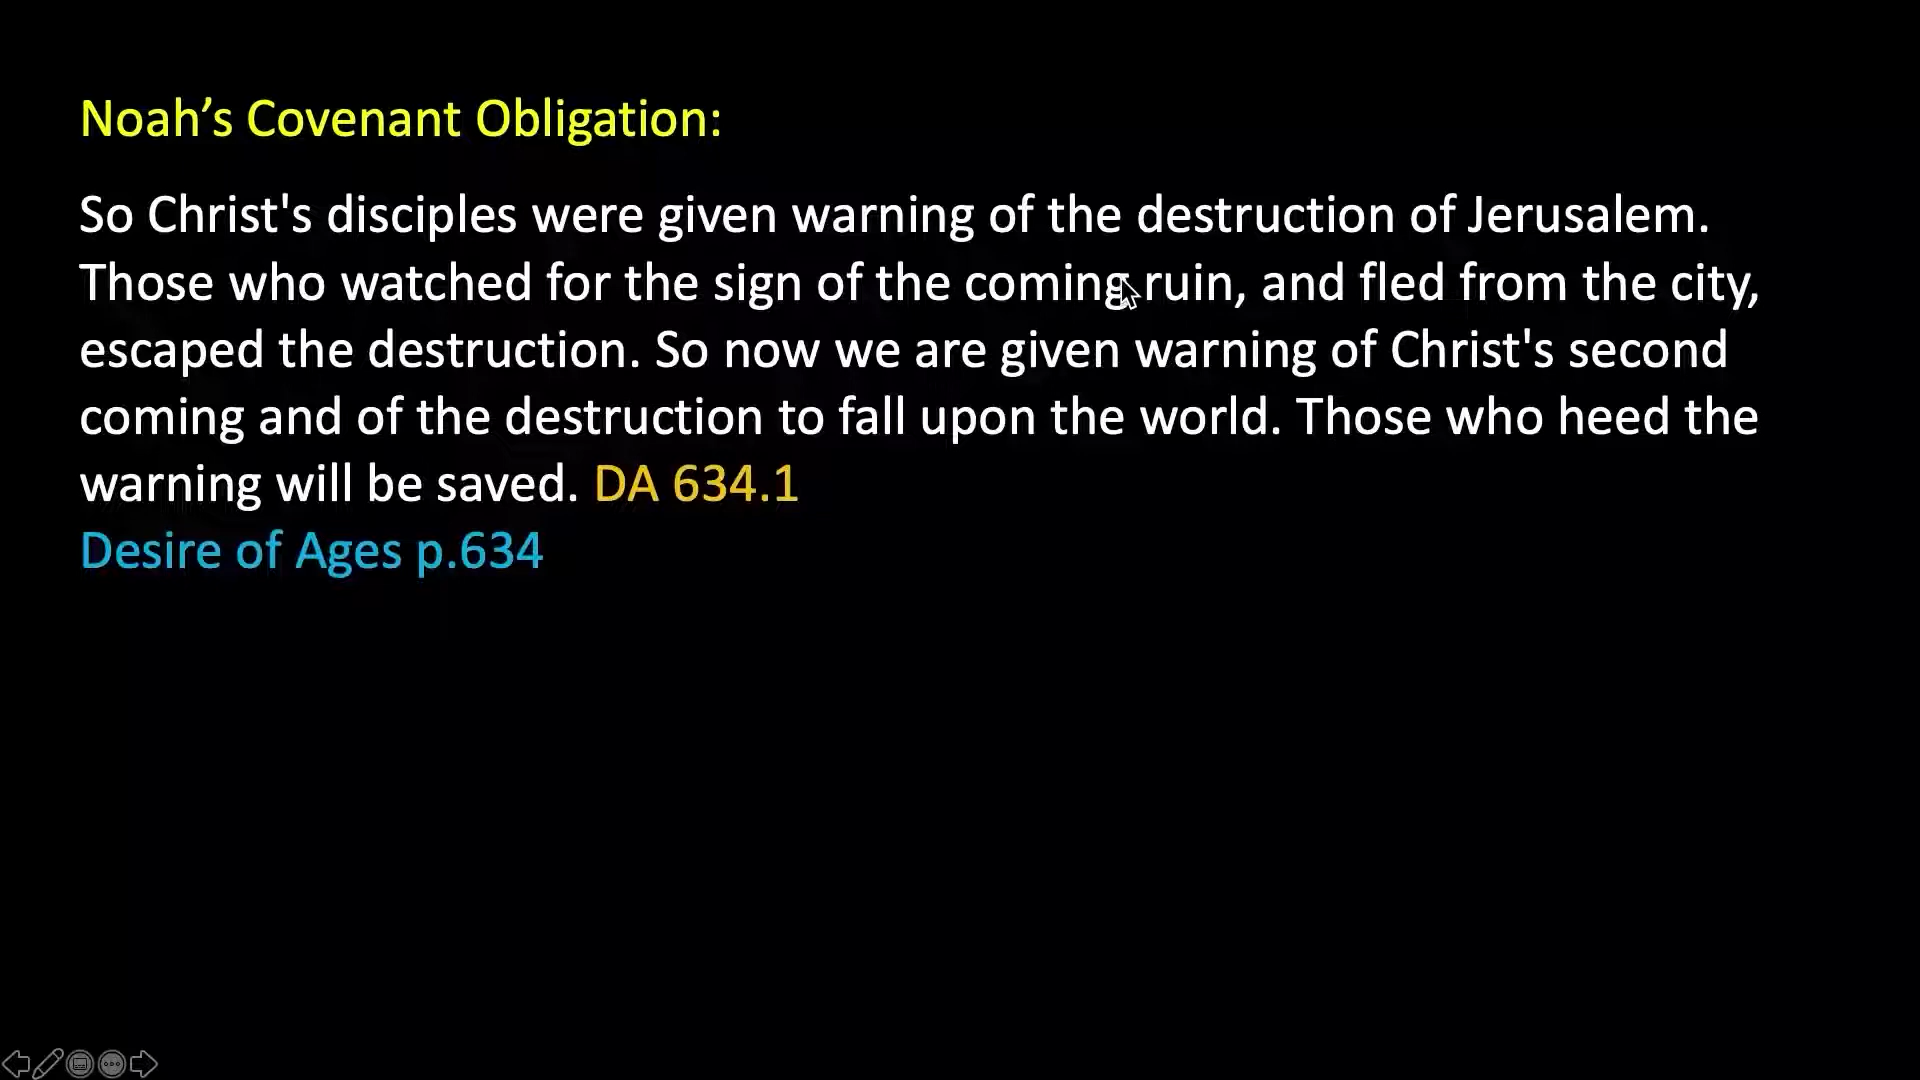 Noah’s Covenant Obligation:
So Christ's disciples were given warning of the destruction of Jerusalem.
Those who watched for the sign of the coming ruin, and fled from the city,
escaped the destruction. So now we are given warning of Christ's second
coming and of the destruction to fall upon the world. Those who heed the
warning will be saved. DA 634.1
Desire of Ages p.634